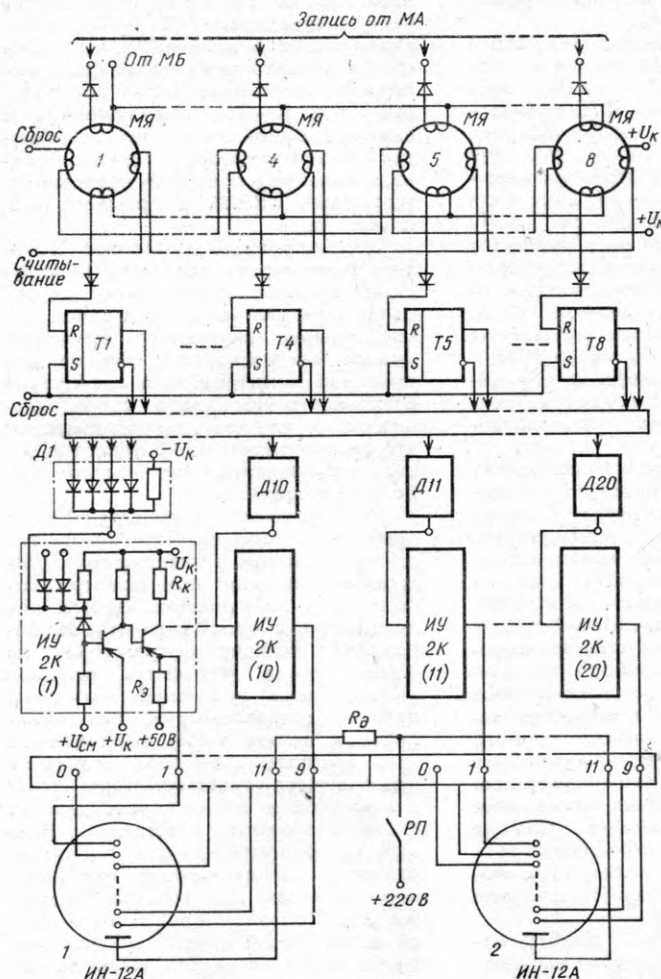 Запись от МА
От МБ
МЯ МЯ МЯ МЯ
Сброс 1 4 5 8 +Uк
+Uк
Считы-
вание
R T1 R T4 R T5 R T8
S S S S
Сброс
Д1 -Uк Д10 Д11 Д20
-Uк
Rк
ИУ 2К (1)
ИУ 2К (10)
ИУ 2К (11)
ИУ 2К (20)
Rэ
+Uсм +Uк +50В
Rэ
0 1 11 9 0 1 11 9
РП
+220В
1 2
ИН-12А ИН-12А